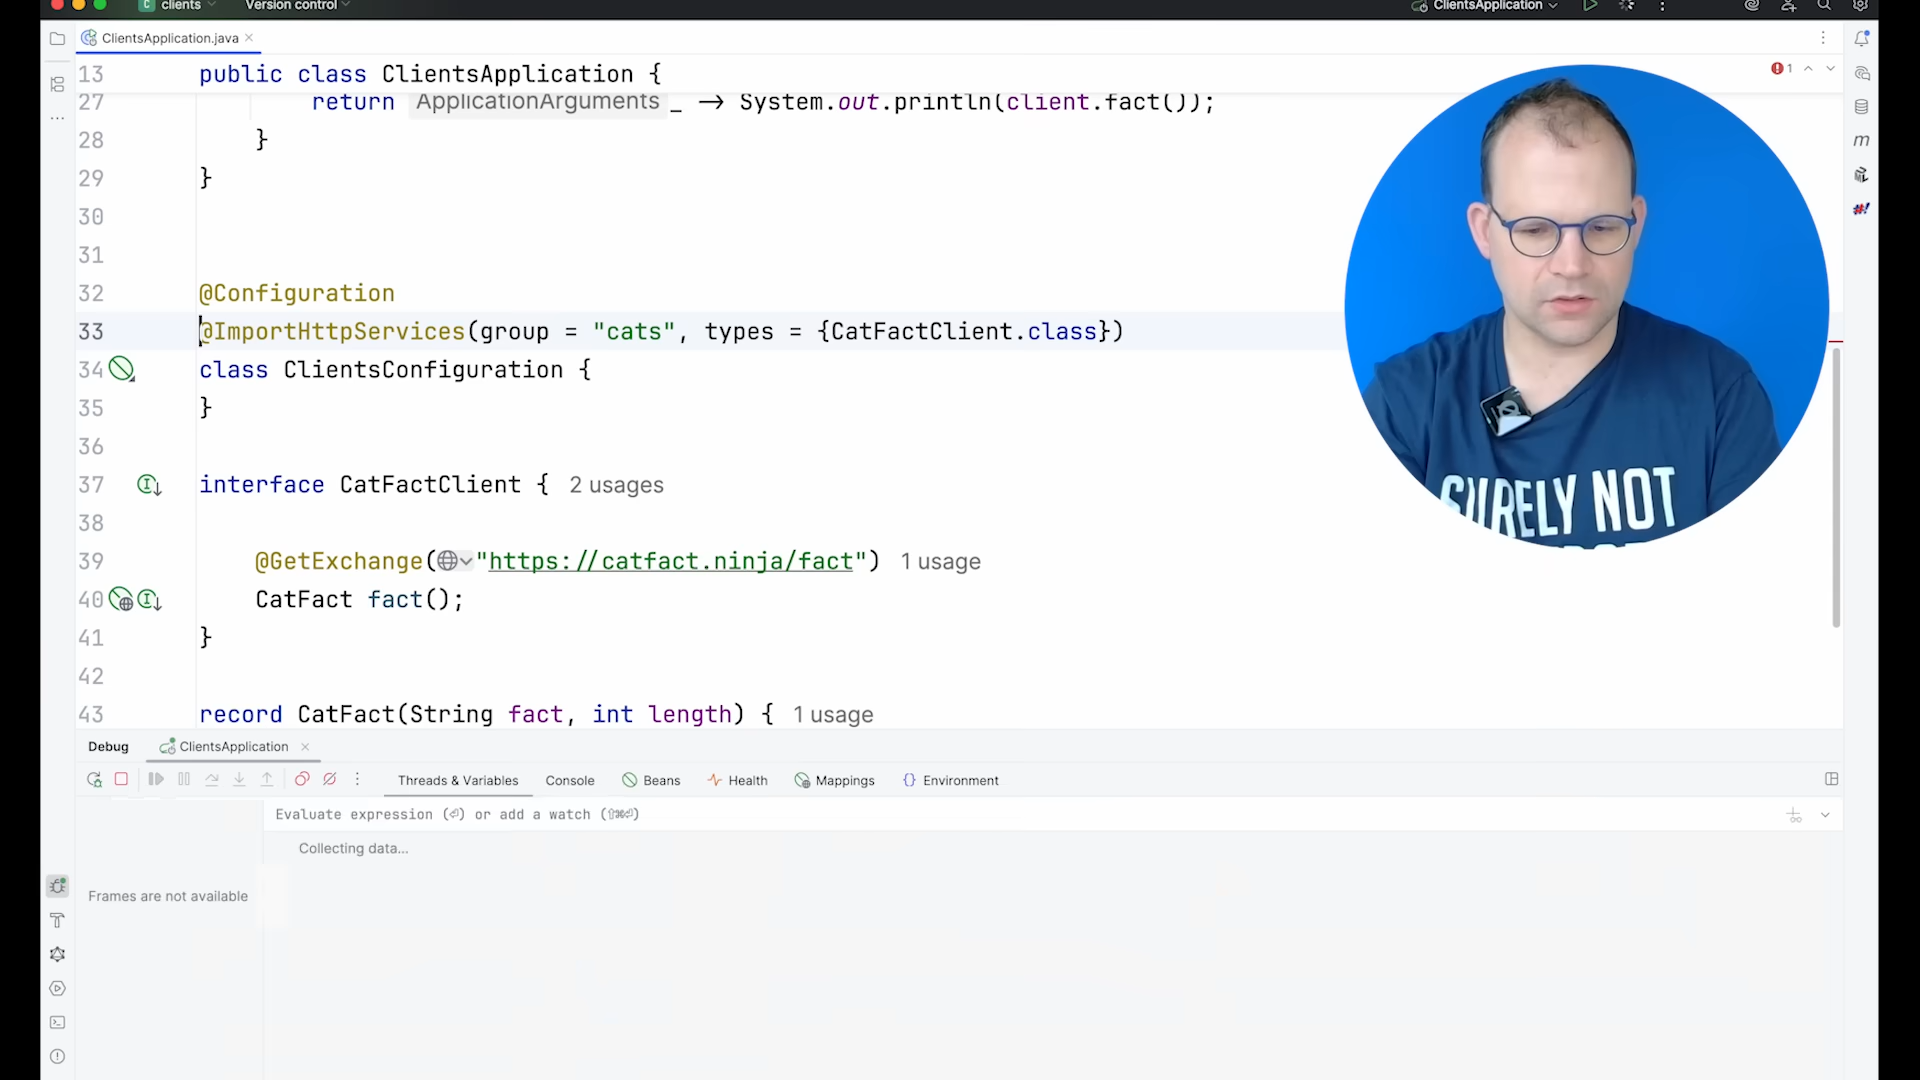 clients
Version control
ClientsApplication
ClientsApplication.java
13 public class ClientsApplication {
1
27 return ApplicationArguments _ -> System.out.println(client.fact());
28 }
29 }
30
31
32 @Configuration
33 @ImportHttpServices(group = "cats", types = {CatFactClient.class})
34 class ClientsConfiguration {
35 }
36
37 interface CatFactClient { 2 usages
38
39 @GetExchange("https://catfact.ninja/fact") 1 usage
40 CatFact fact();
41 }
42
43 record CatFact(String fact, int length) { 1 usage
SURELY NOT
Debug ClientsApplication
Threads & Variables Console Beans Health Mappings Environment
Evaluate expression (⏎) or add a watch (⇧⌘⏎)
Collecting data...
Frames are not available